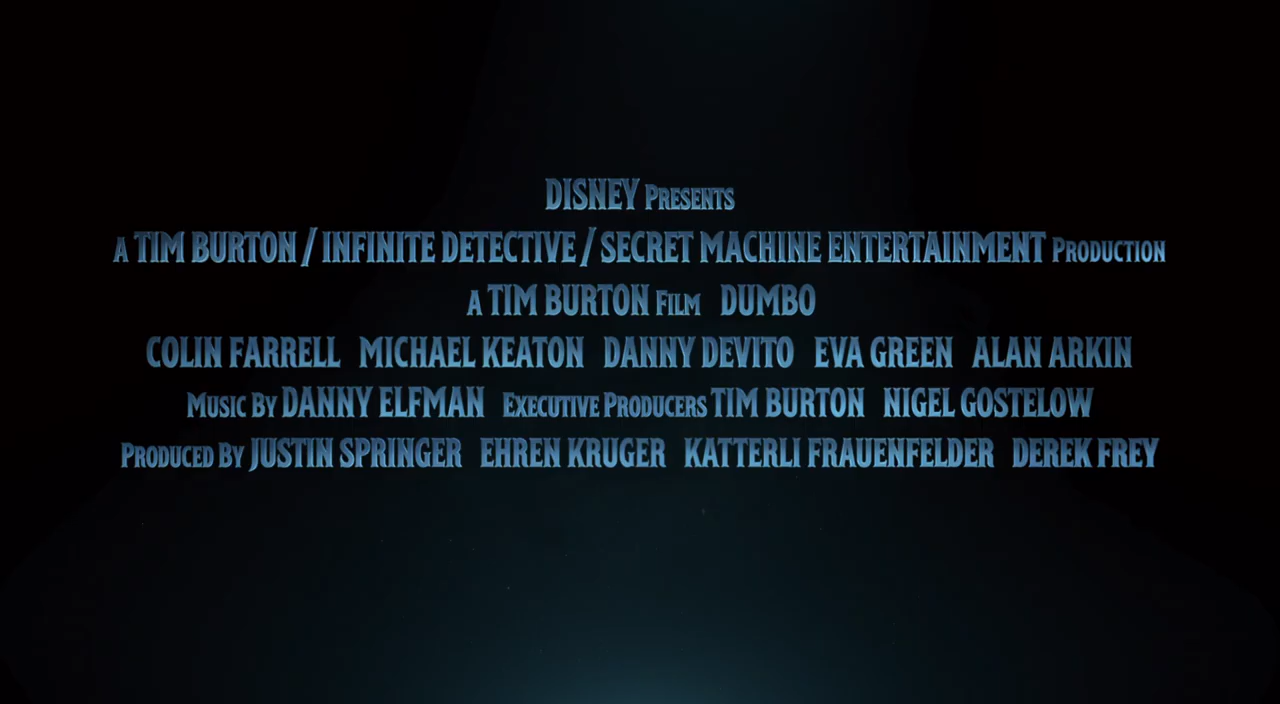 DISNEY PRESENTS
A TIM BURTON / INFINITE DETECTIVE / SECRET MACHINE ENTERTAINMENT PRODUCTION
A TIM BURTON FILM DUMBO
COLIN FARRELL MICHAEL KEATON DANNY DEVITO EVA GREEN ALAN ARKIN
MUSIC BY DANNY ELFMAN EXECUTIVE PRODUCERS TIM BURTON NIGEL GOSTELOW
PRODUCED BY JUSTIN SPRINGER EHREN KRUGER KATTERLI FRAUENFELDER DEREK FREY